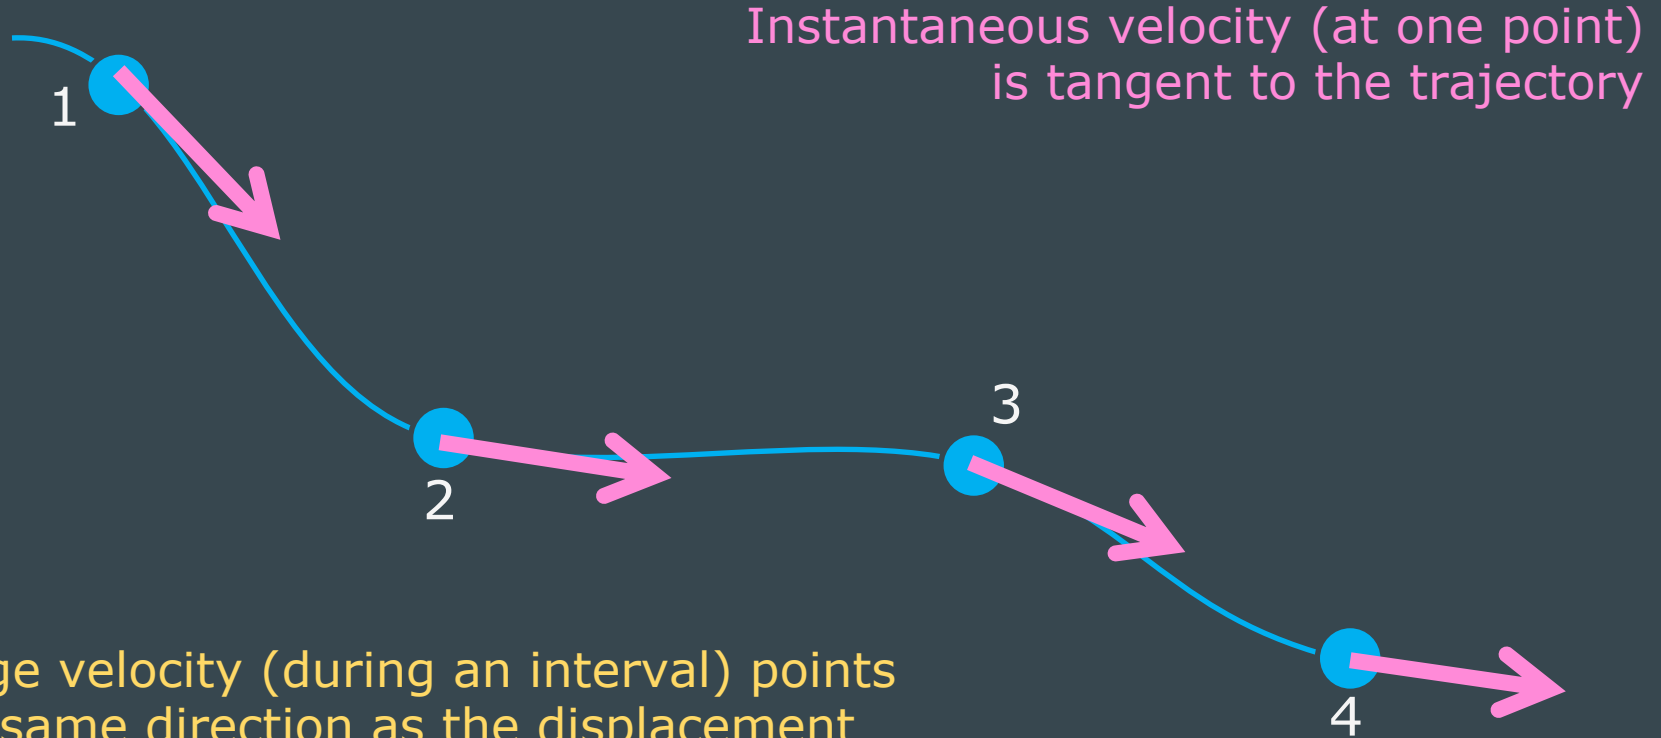 Instantaneous velocity (at one point)
is tangent to the trajectory
1
3
2
velocity (during an interval) points
same direction as the displacement
4